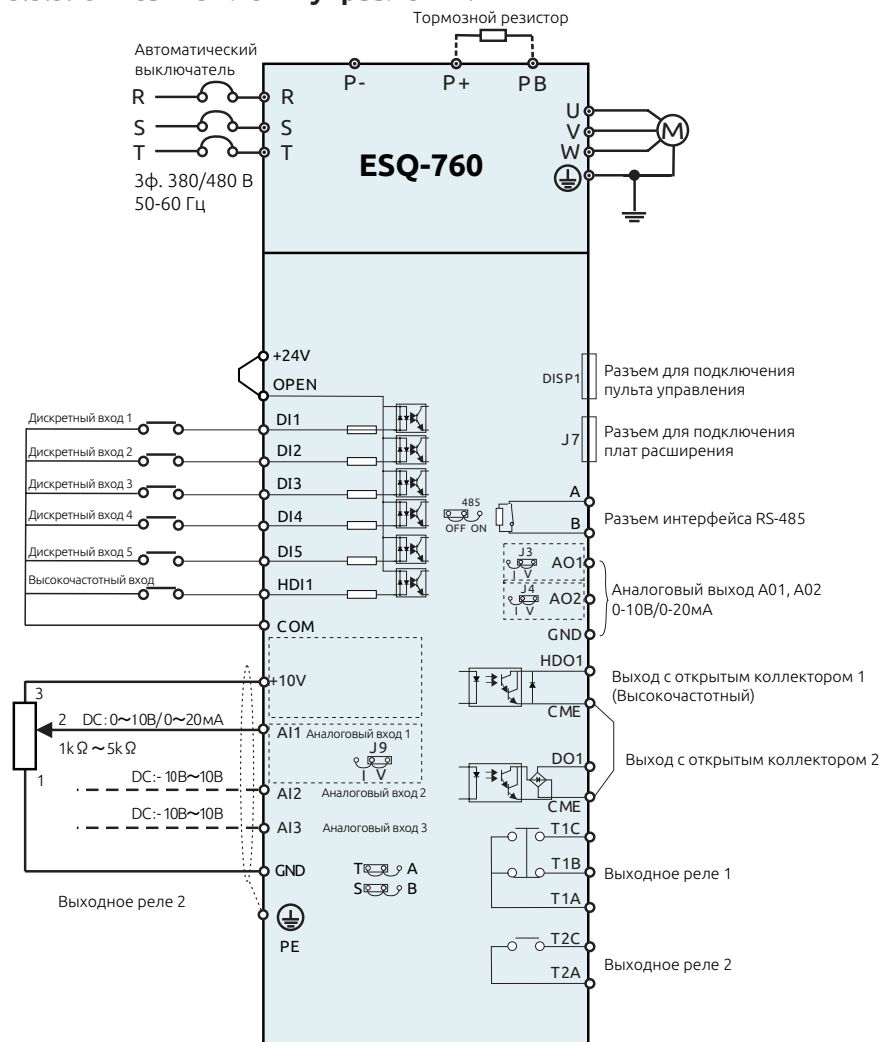 Тормозной резистор
Автоматический
выключатель
P-
P+
PB
R
R
S
S
T
T
U
V
W
M
ESQ-760
3ф. 380/480 В
50-60 Гц
+24V
OPEN
Дискретный вход 1
DI1
Дискретный вход 2
DI2
Дискретный вход 3
DI3
Дискретный вход 4
DI4
Дискретный вход 5
DI5
Высокочастотный вход
HDI1
COM
DISP1
Разъем для подключения
пульта управления
J7
Разъем для подключения
плат расширения
485
OFF ON
A
B
Разъем интерфейса RS-485
J3
I V
AO1
J4
I V
AO2
GND
Аналоговый выход A01, A02
0-10В/0-20мА
HDO1
CME
Выход с открытым коллектором 1
(Высокочастотный)
DO1
CME
Выход с открытым коллектором 2
+10V
3
2 DC:0～10В/0～20мА
1kΩ～5kΩ
1
AI1 Аналоговый вход 1
J9
I V
DC:-10В～10В
AI2 Аналоговый вход 2
DC:-10В～10В
AI3 Аналоговый вход 3
GND
T A
S B
Выходное реле 2
PE
T1C
T1B
T1A
Выходное реле 1
T2C
T2A
Выходное реле 2